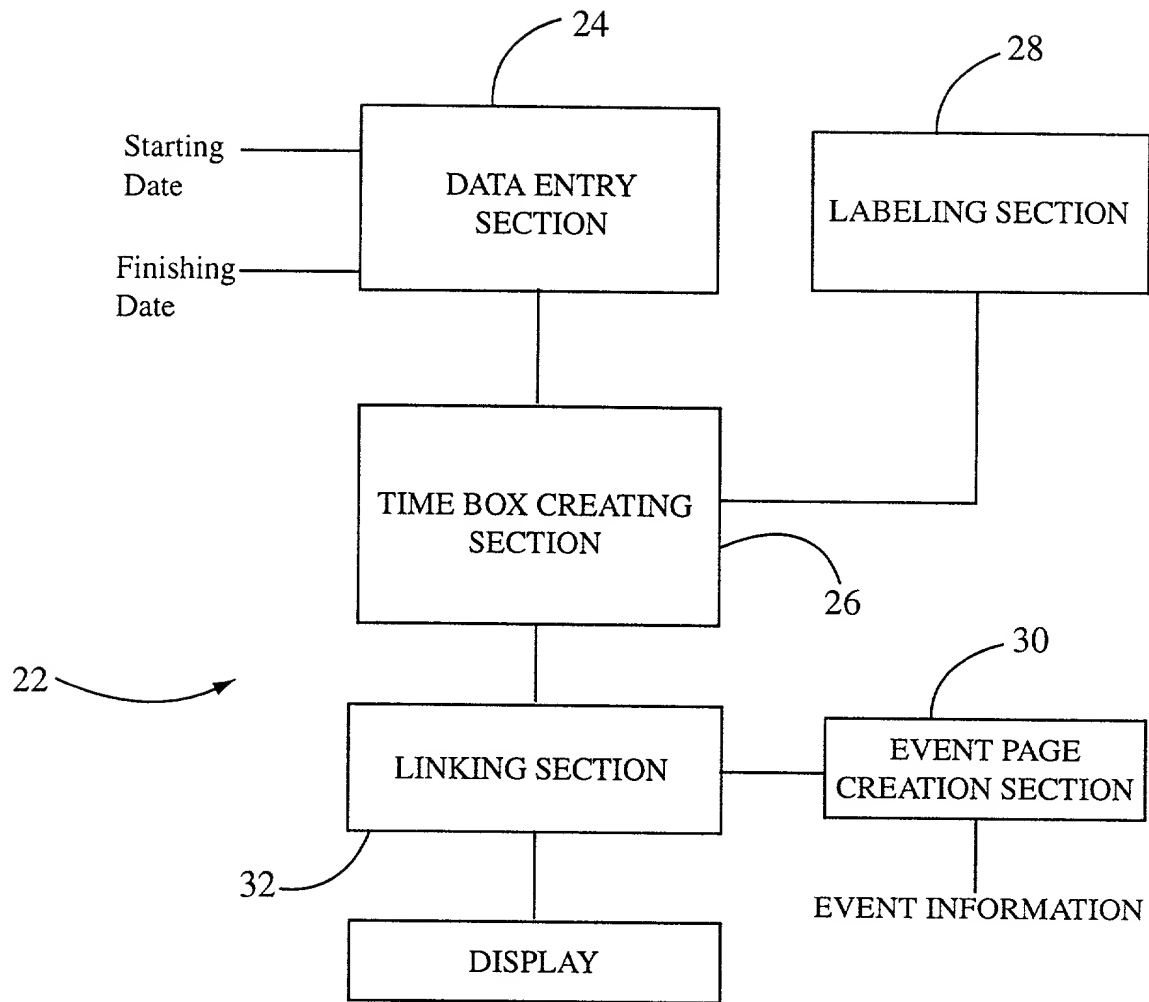 24
28
Starting
Date
DATA ENTRY
SECTION
LABELING SECTION
Finishing
Date
TIME BOX CREATING
SECTION
26
30
22
LINKING SECTION
EVENT PAGE
CREATION SECTION
32
EVENT INFORMATION
DISPLAY